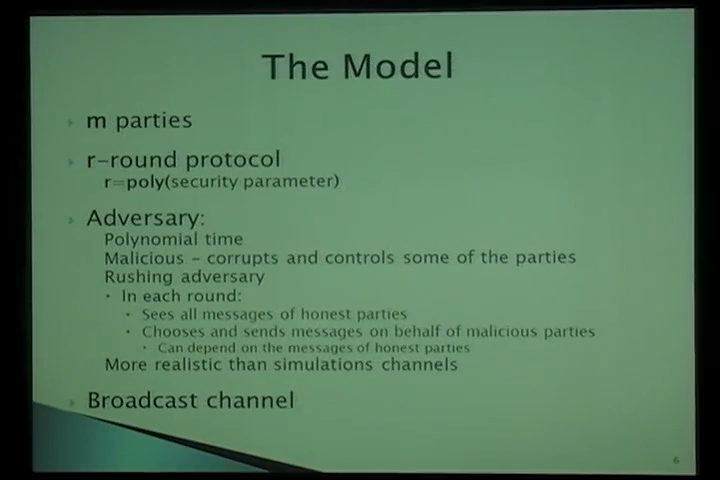 The Model
m parties
r-round protocol
r=poly(security parameter)
Adversary:
Polynomial time
Malicious - corrupts and controls some of the parties
Rushing adversary
In each round:
Sees all messages of honest parties
Chooses and sends messages on behalf of malicious parties
Can depend on the messages of honest parties
More realistic than simulations channels
Broadcast channel
6